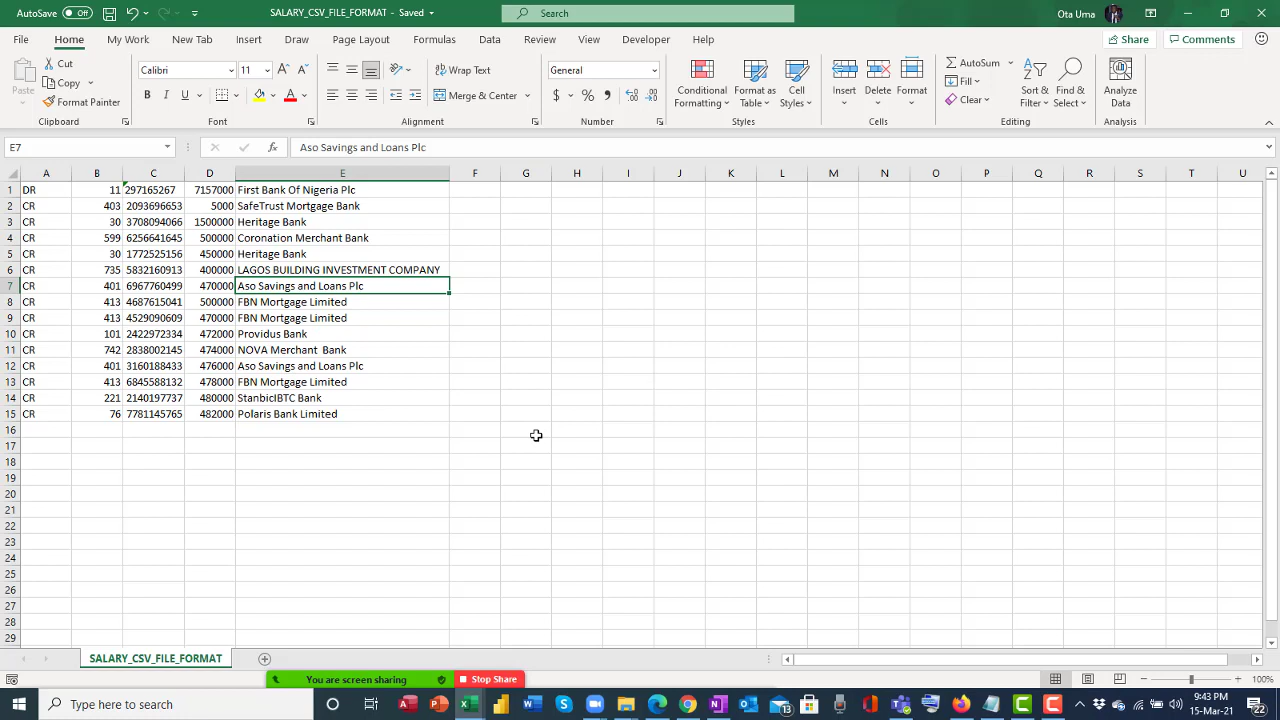 AutoSave Off SALARY_CSV_FILE_FORMAT - Saved Search Ota Uma
File Home My Work New Tab Insert Draw Page Layout Formulas Data Review View Developer Help Share Comments
Paste Cut Copy Format Painter Clipboard
Calibri 11 B I U A Font
Wrap Text Merge & Center Alignment
General $ % Number
Conditional Formatting Format as Table Cell Styles Styles
Insert Delete Format Cells
AutoSum Fill Clear Sort & Filter Find & Select Editing
Analyze Data Analysis
E7 fx Aso Savings and Loans Plc
A B C D E F G H I J K L M N O P Q R S T U
1 DR 11 297165267 7157000 First Bank Of Nigeria Plc
2 CR 403 2093696653 5000 SafeTrust Mortgage Bank
3 CR 30 3708094066 1500000 Heritage Bank
4 CR 599 6256641645 500000 Coronation Merchant Bank
5 CR 30 1772525156 450000 Heritage Bank
6 CR 735 5832160913 400000 LAGOS BUILDING INVESTMENT COMPANY
7 CR 401 6967760499 470000 Aso Savings and Loans Plc
8 CR 413 4687615041 500000 FBN Mortgage Limited
9 CR 413 4529090609 470000 FBN Mortgage Limited
10 CR 101 2422972334 472000 Providus Bank
11 CR 742 2838002145 474000 NOVA Merchant  Bank
12 CR 401 3160188433 476000 Aso Savings and Loans Plc
13 CR 413 6845588132 478000 FBN Mortgage Limited
14 CR 221 2140197737 480000 StanbicIBTC Bank
15 CR 76 7781145765 482000 Polaris Bank Limited
16
17
18
19
20
21
22
23
24
25
26
27
28
29
SALARY_CSV_FILE_FORMAT
You are screen sharing Stop Share 100%
Type here to search 13 9:43 PM
15-Mar-21